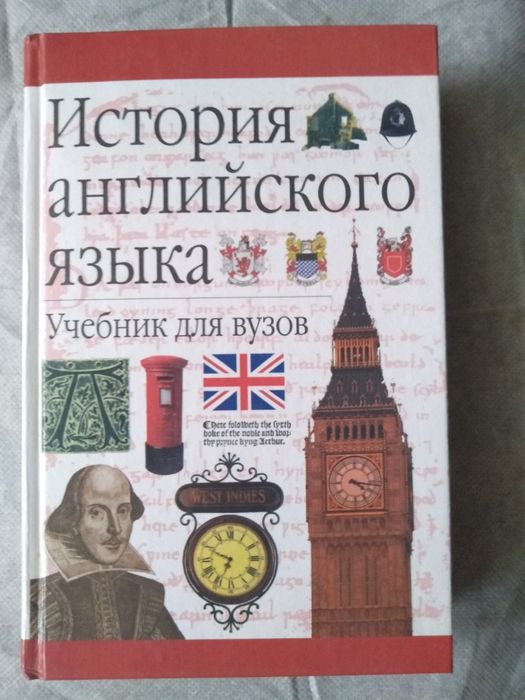 История
английского
языка
Учебник для вузов
Here foloweth the syxth
boke of the noble and wor-
thy prynce kyng Arthur.
WEST INDIES